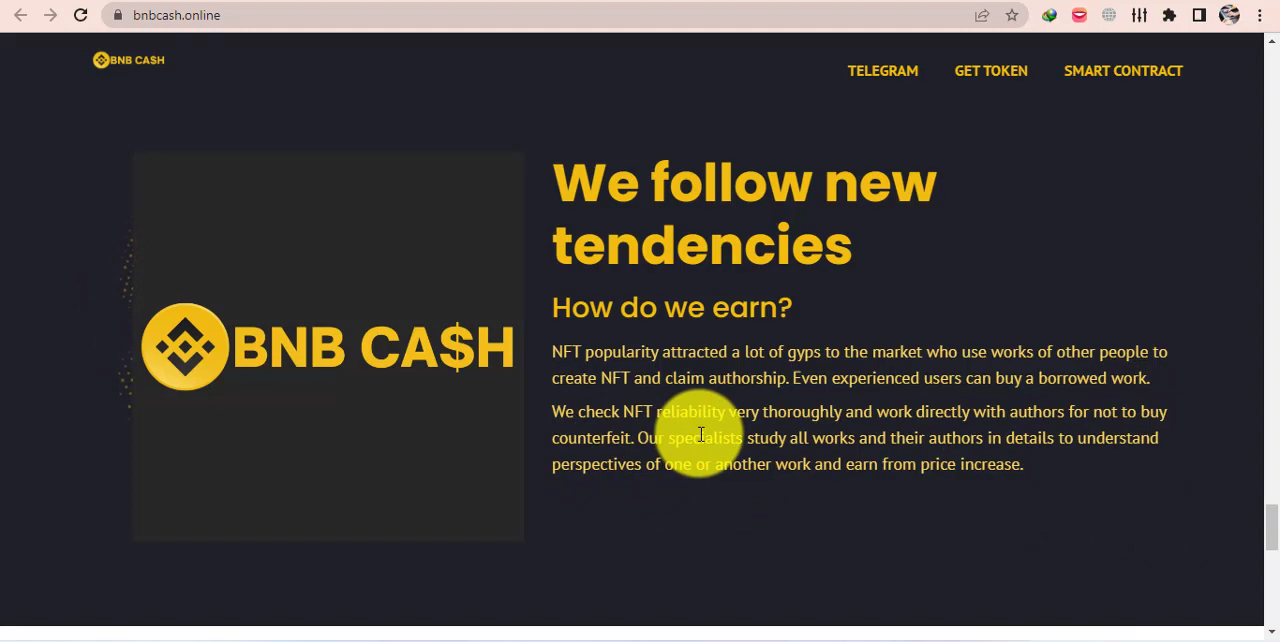 bnbcash.online
BNB CA$H
TELEGRAM GET TOKEN SMART CONTRACT
We follow new
tendencies
How do we earn?
BNB CA$H
NFT popularity attracted a lot of gyps to the market who use works of other people to
create NFT and claim authorship. Even experienced users can buy a borrowed work.
We check NFT reliability very thoroughly and work directly with authors for not to buy
counterfeit. Our specialists study all works and their authors in details to understand
perspectives of one or another work and earn from price increase.